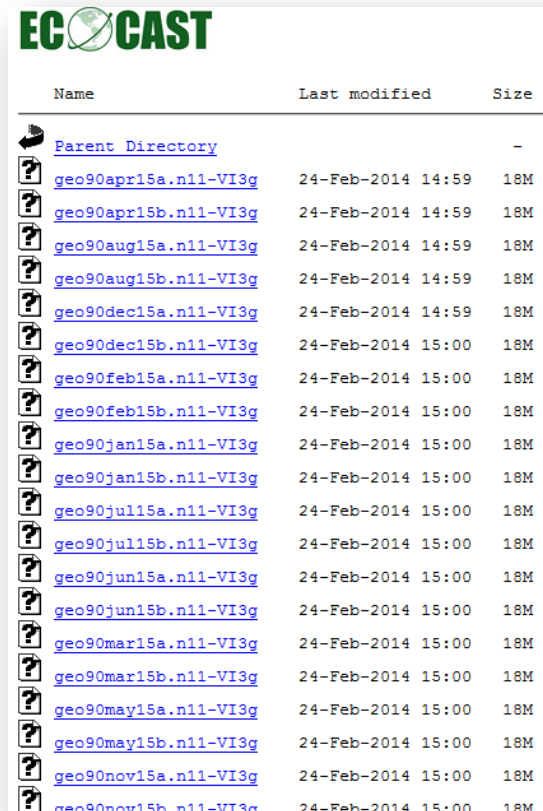 ECOCAST
Name Last modified Size
Parent Directory -
geo90apr15a.n11-VI3g 24-Feb-2014 14:59 18M
geo90apr15b.n11-VI3g 24-Feb-2014 14:59 18M
geo90aug15a.n11-VI3g 24-Feb-2014 14:59 18M
geo90aug15b.n11-VI3g 24-Feb-2014 14:59 18M
geo90dec15a.n11-VI3g 24-Feb-2014 14:59 18M
geo90dec15b.n11-VI3g 24-Feb-2014 15:00 18M
geo90feb15a.n11-VI3g 24-Feb-2014 15:00 18M
geo90feb15b.n11-VI3g 24-Feb-2014 15:00 18M
geo90jan15a.n11-VI3g 24-Feb-2014 15:00 18M
geo90jan15b.n11-VI3g 24-Feb-2014 15:00 18M
geo90jul15a.n11-VI3g 24-Feb-2014 15:00 18M
geo90jul15b.n11-VI3g 24-Feb-2014 15:00 18M
geo90jun15a.n11-VI3g 24-Feb-2014 15:00 18M
geo90jun15b.n11-VI3g 24-Feb-2014 15:00 18M
geo90mar15a.n11-VI3g 24-Feb-2014 15:00 18M
geo90mar15b.n11-VI3g 24-Feb-2014 15:00 18M
geo90may15a.n11-VI3g 24-Feb-2014 15:00 18M
geo90may15b.n11-VI3g 24-Feb-2014 15:00 18M
geo90nov15a.n11-VI3g 24-Feb-2014 15:00 18M
geo90nov15b.n11-VI3g 24-Feb-2014 15:00 18M